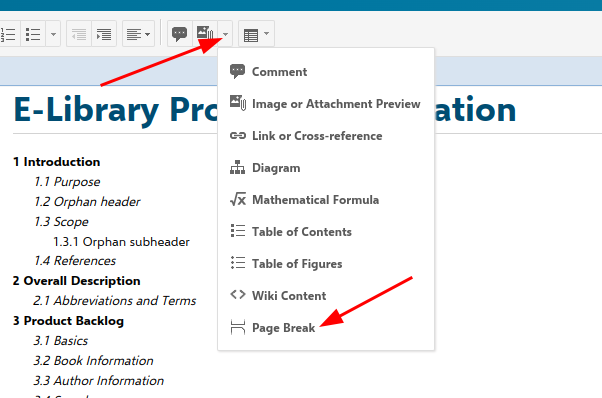 Comment
Image or Attachment Preview
Link or Cross-reference
Diagram
Mathematical Formula
Table of Contents
Table of Figures
Wiki Content
Page Break
E-Library Pro ation
1 Introduction
1.1 Purpose
1.2 Orphan header
1.3 Scope
1.3.1 Orphan subheader
1.4 References
2 Overall Description
2.1 Abbreviations and Terms
3 Product Backlog
3.1 Basics
3.2 Book Information
3.3 Author Information